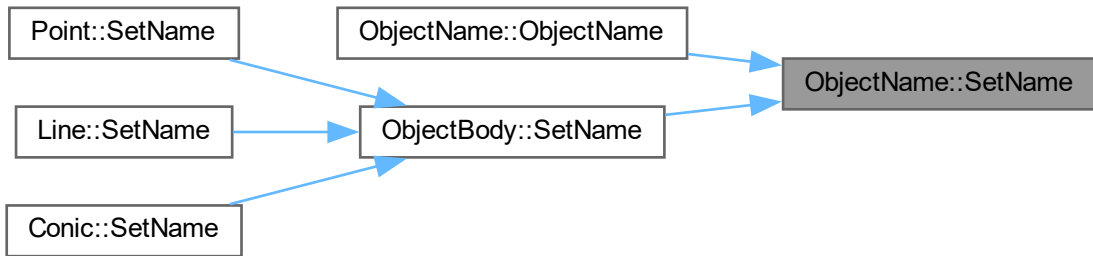 Point::SetName
ObjectName::ObjectName
ObjectName::SetName
Line::SetName
ObjectBody::SetName
Conic::SetName